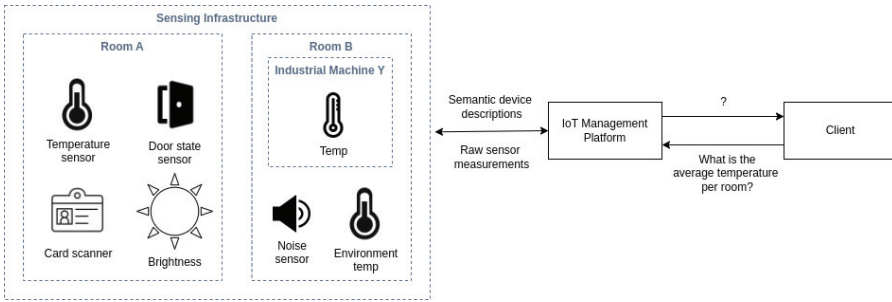 Sensing Infrastructure
Room A
Temperature
sensor
Door state
sensor
Card scanner
Brightness
Room B
Industrial Machine Y
Temp
Noise
sensor
Environment
temp
Semantic device
descriptions
Raw sensor
measurements
IoT Management
Platform
?
What is the
average temperature
per room?
Client